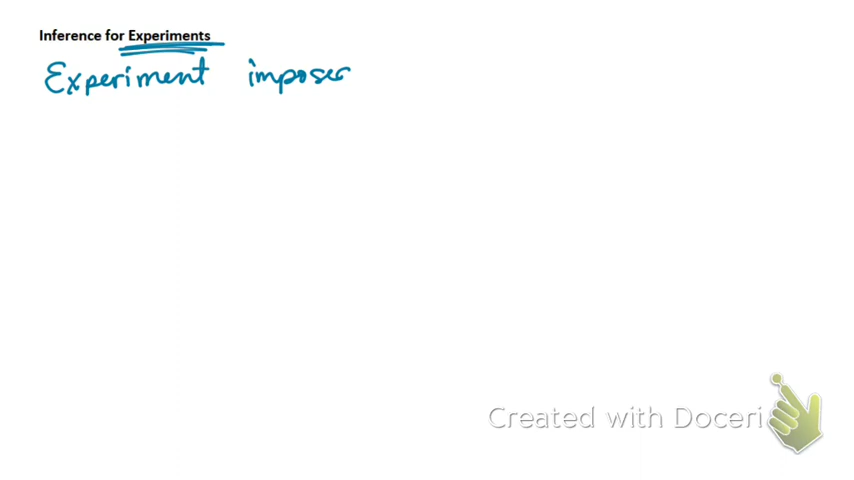 Inference for Experiments
Experiment imposes
Created with Doceri